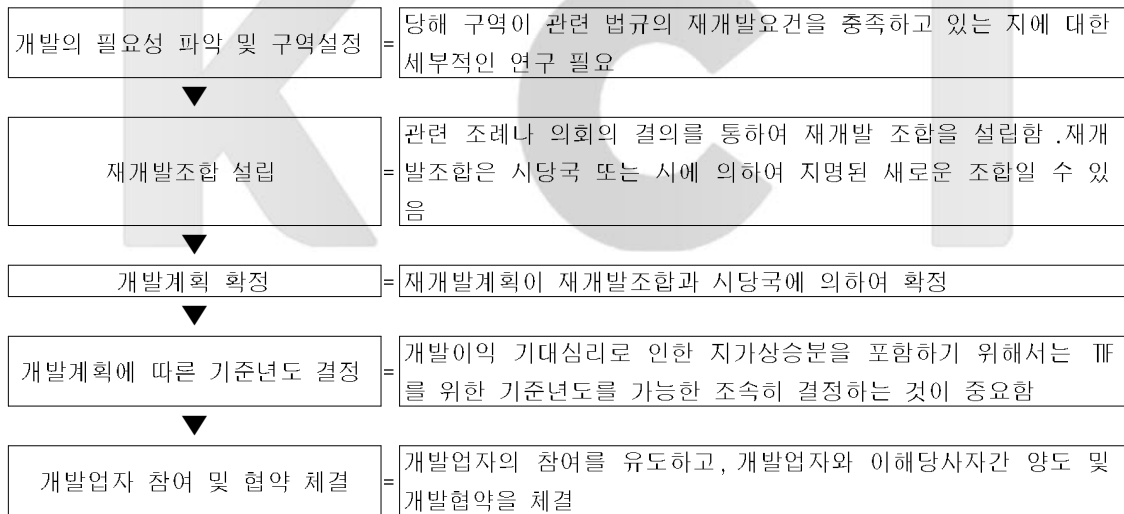 KCI
개발의 필요성 파악 및 구역설정
=
당해 구역이 관련 법규의 재개발요건을 충족하고 있는 지에 대한
세부적인 연구 필요
▼
재개발조합 설립
=
관련 조례나 의회의 결의를 통하여 재개발 조합을 설립함 .재개
발조합은 시당국 또는 시에 의하여 지명된 새로운 조합일 수 있
음
▼
개발계획 확정
=
재개발계획이 재개발조합과 시당국에 의하여 확정
▼
개발계획에 따른 기준년도 결정
=
개발이익 기대심리로 인한 지가상승분을 포함하기 위해서는 TIF
를 위한 기준년도를 가능한 조속히 결정하는 것이 중요함
▼
개발업자 참여 및 협약 체결
=
개발업자의 참여를 유도하고, 개발업자와 이해당사자간 양도 및
개발협약을 체결